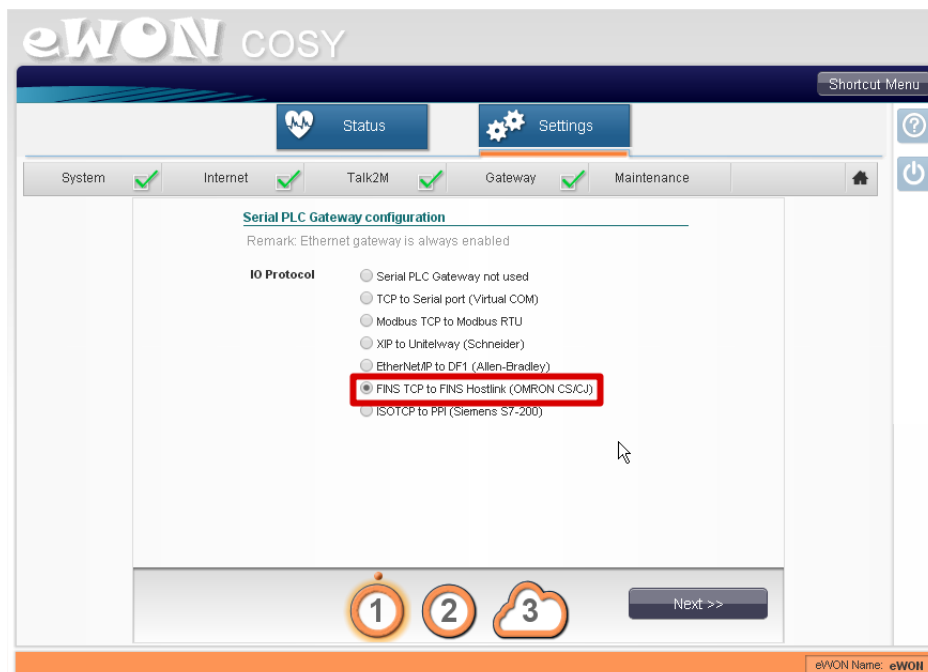 eWON COSY
Shortcut Menu
Status
Settings
System
Internet
Talk2M
Gateway
Maintenance
Serial PLC Gateway configuration
Remark: Ethernet gateway is always enabled
IO Protocol
Serial PLC Gateway not used
TCP to Serial port (Virtual COM)
Modbus TCP to Modbus RTU
XIP to Unitelway (Schneider)
EtherNet/IP to DF1 (Allen-Bradley)
FINS TCP to FINS Hostlink (OMRON CS/CJ)
ISOTCP to PPI (Siemens S7-200)
1
2
3
Next >>
eWON Name: eWON